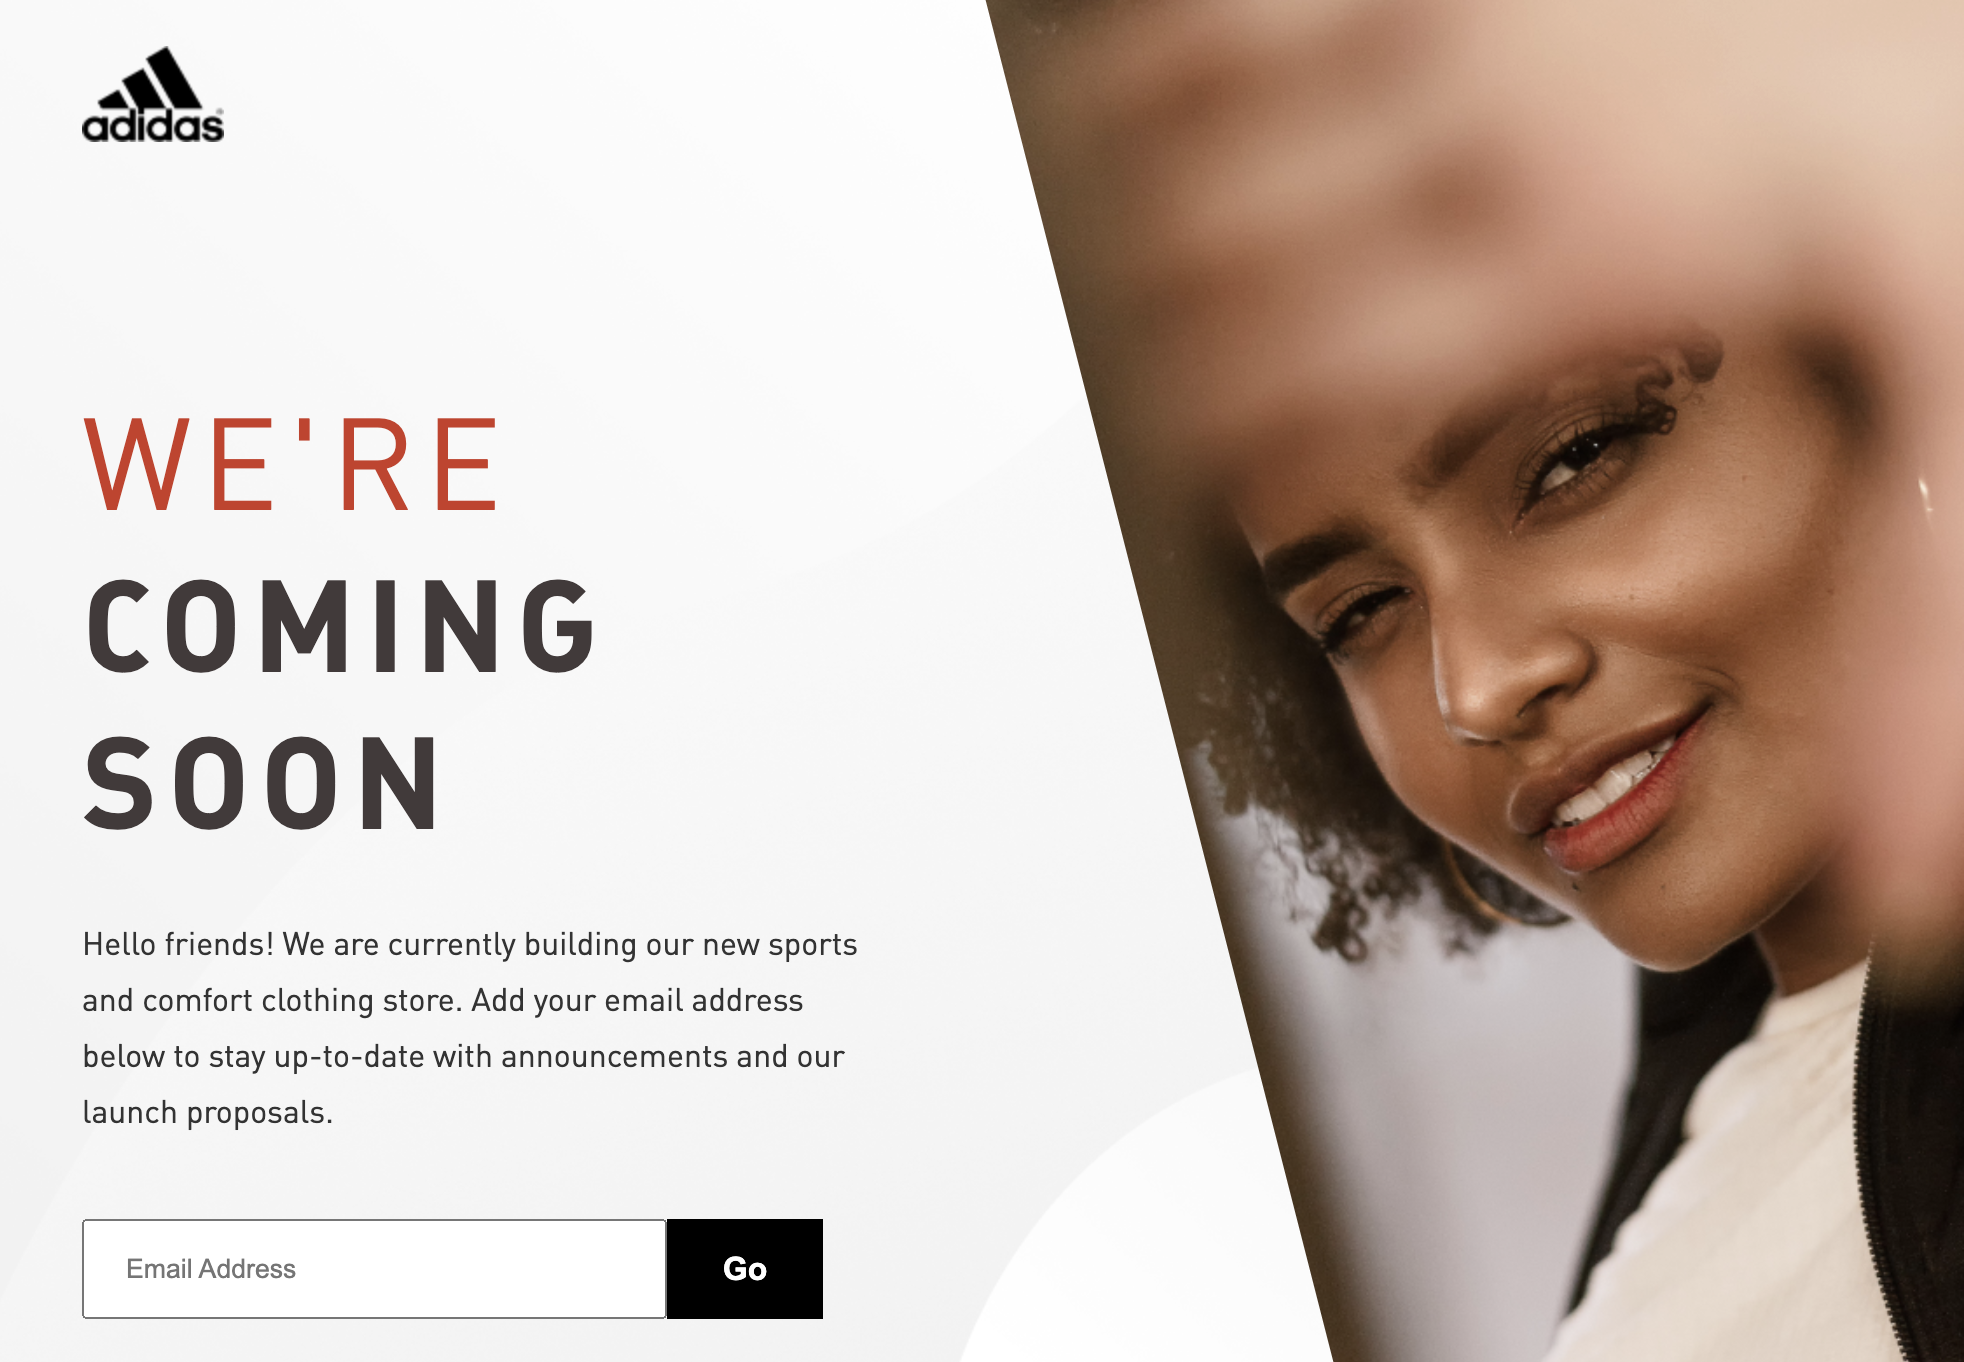 adidas
WE'RE
COMING
SOON
Hello friends! We are currently building our new sports
and comfort clothing store. Add your email address
below to stay up-to-date with announcements and our
launch proposals.
Email Address
Go